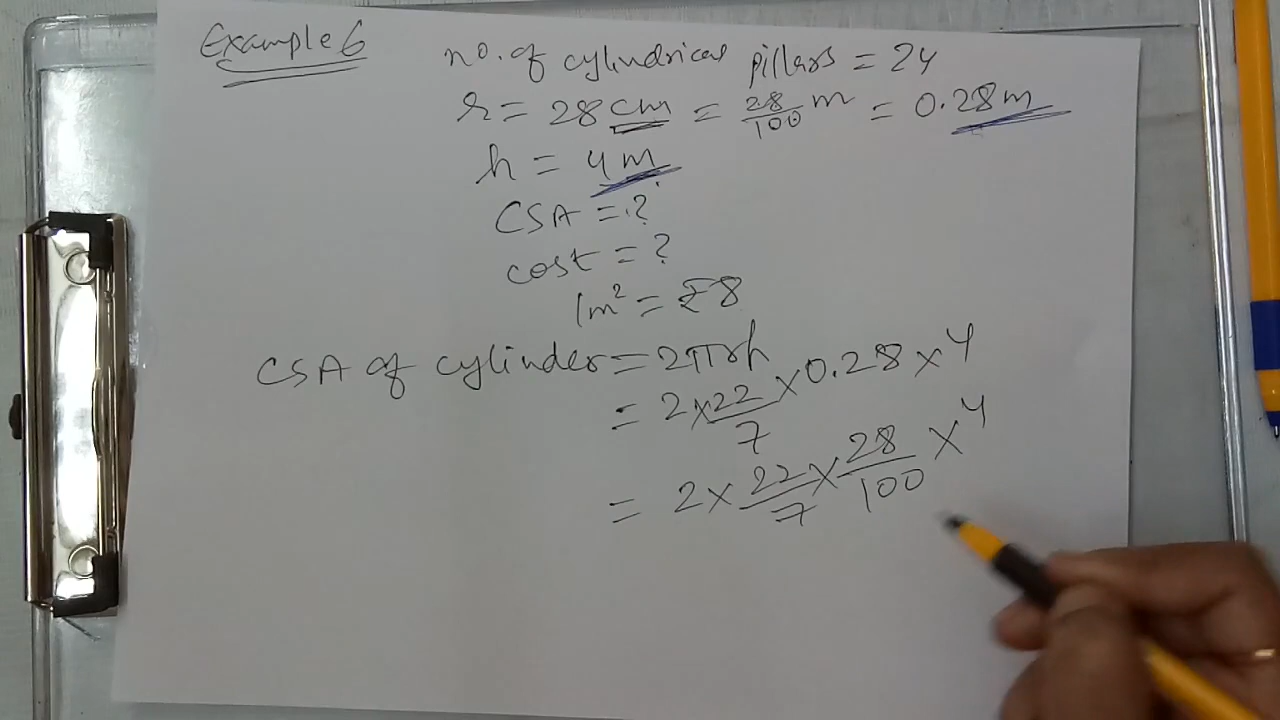 Example 6
no. of cylindrical pillars = 24
r = 28 cm = 28/100 m = 0.28 m
h = 4 m
CSA = ?
cost = ?
1m² = ₹8
CSA of cylinder = 2πrh
= 2 × 22/7 × 0.28 × 4
= 2 × 22/7 × 28/100 × 4